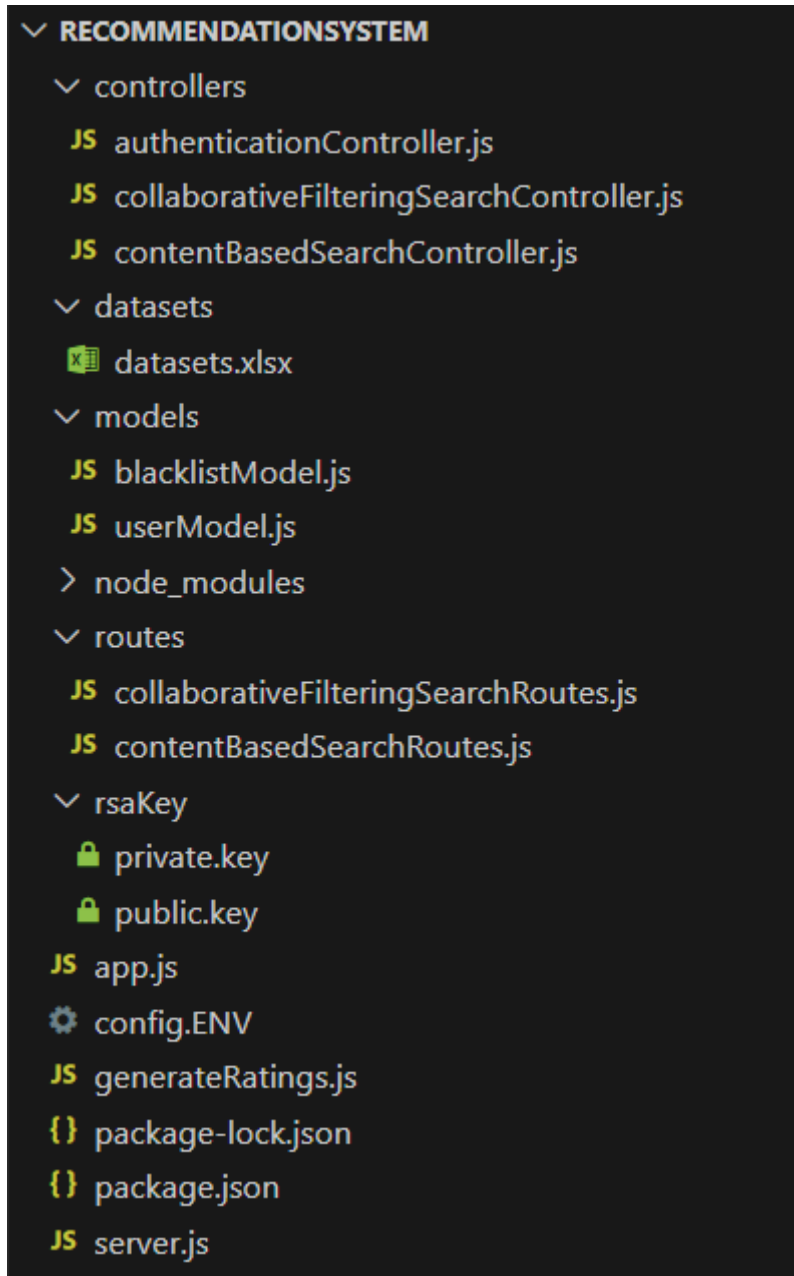 RECOMMENDATIONSYSTEM
controllers
JS authenticationController.js
JS collaborativeFilteringSearchController.js
JS contentBasedSearchController.js
datasets
datasets.xlsx
models
JS blacklistModel.js
JS userModel.js
node_modules
routes
JS collaborativeFilteringSearchRoutes.js
JS contentBasedSearchRoutes.js
rsaKey
private.key
public.key
JS app.js
config.ENV
JS generateRatings.js
{} package-lock.json
{} package.json
JS server.js